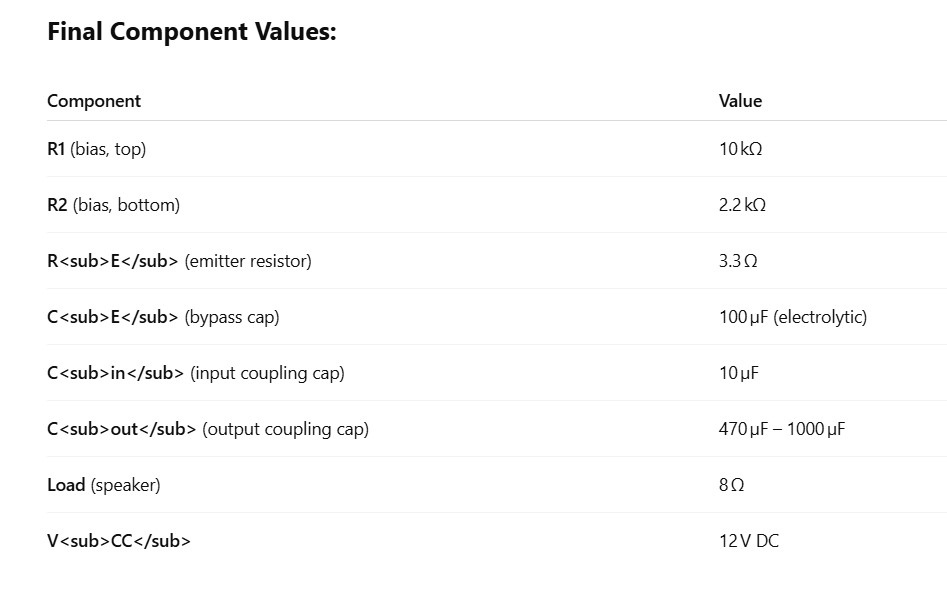 Final Component Values:
Component Value
R1 (bias, top) 10 kΩ
R2 (bias, bottom) 2.2 kΩ
R<sub>E</sub> (emitter resistor) 3.3 Ω
C<sub>E</sub> (bypass cap) 100 µF (electrolytic)
C<sub>in</sub> (input coupling cap) 10 µF
C<sub>out</sub> (output coupling cap) 470 µF – 1000 µF
Load (speaker) 8 Ω
V<sub>CC</sub> 12 V DC